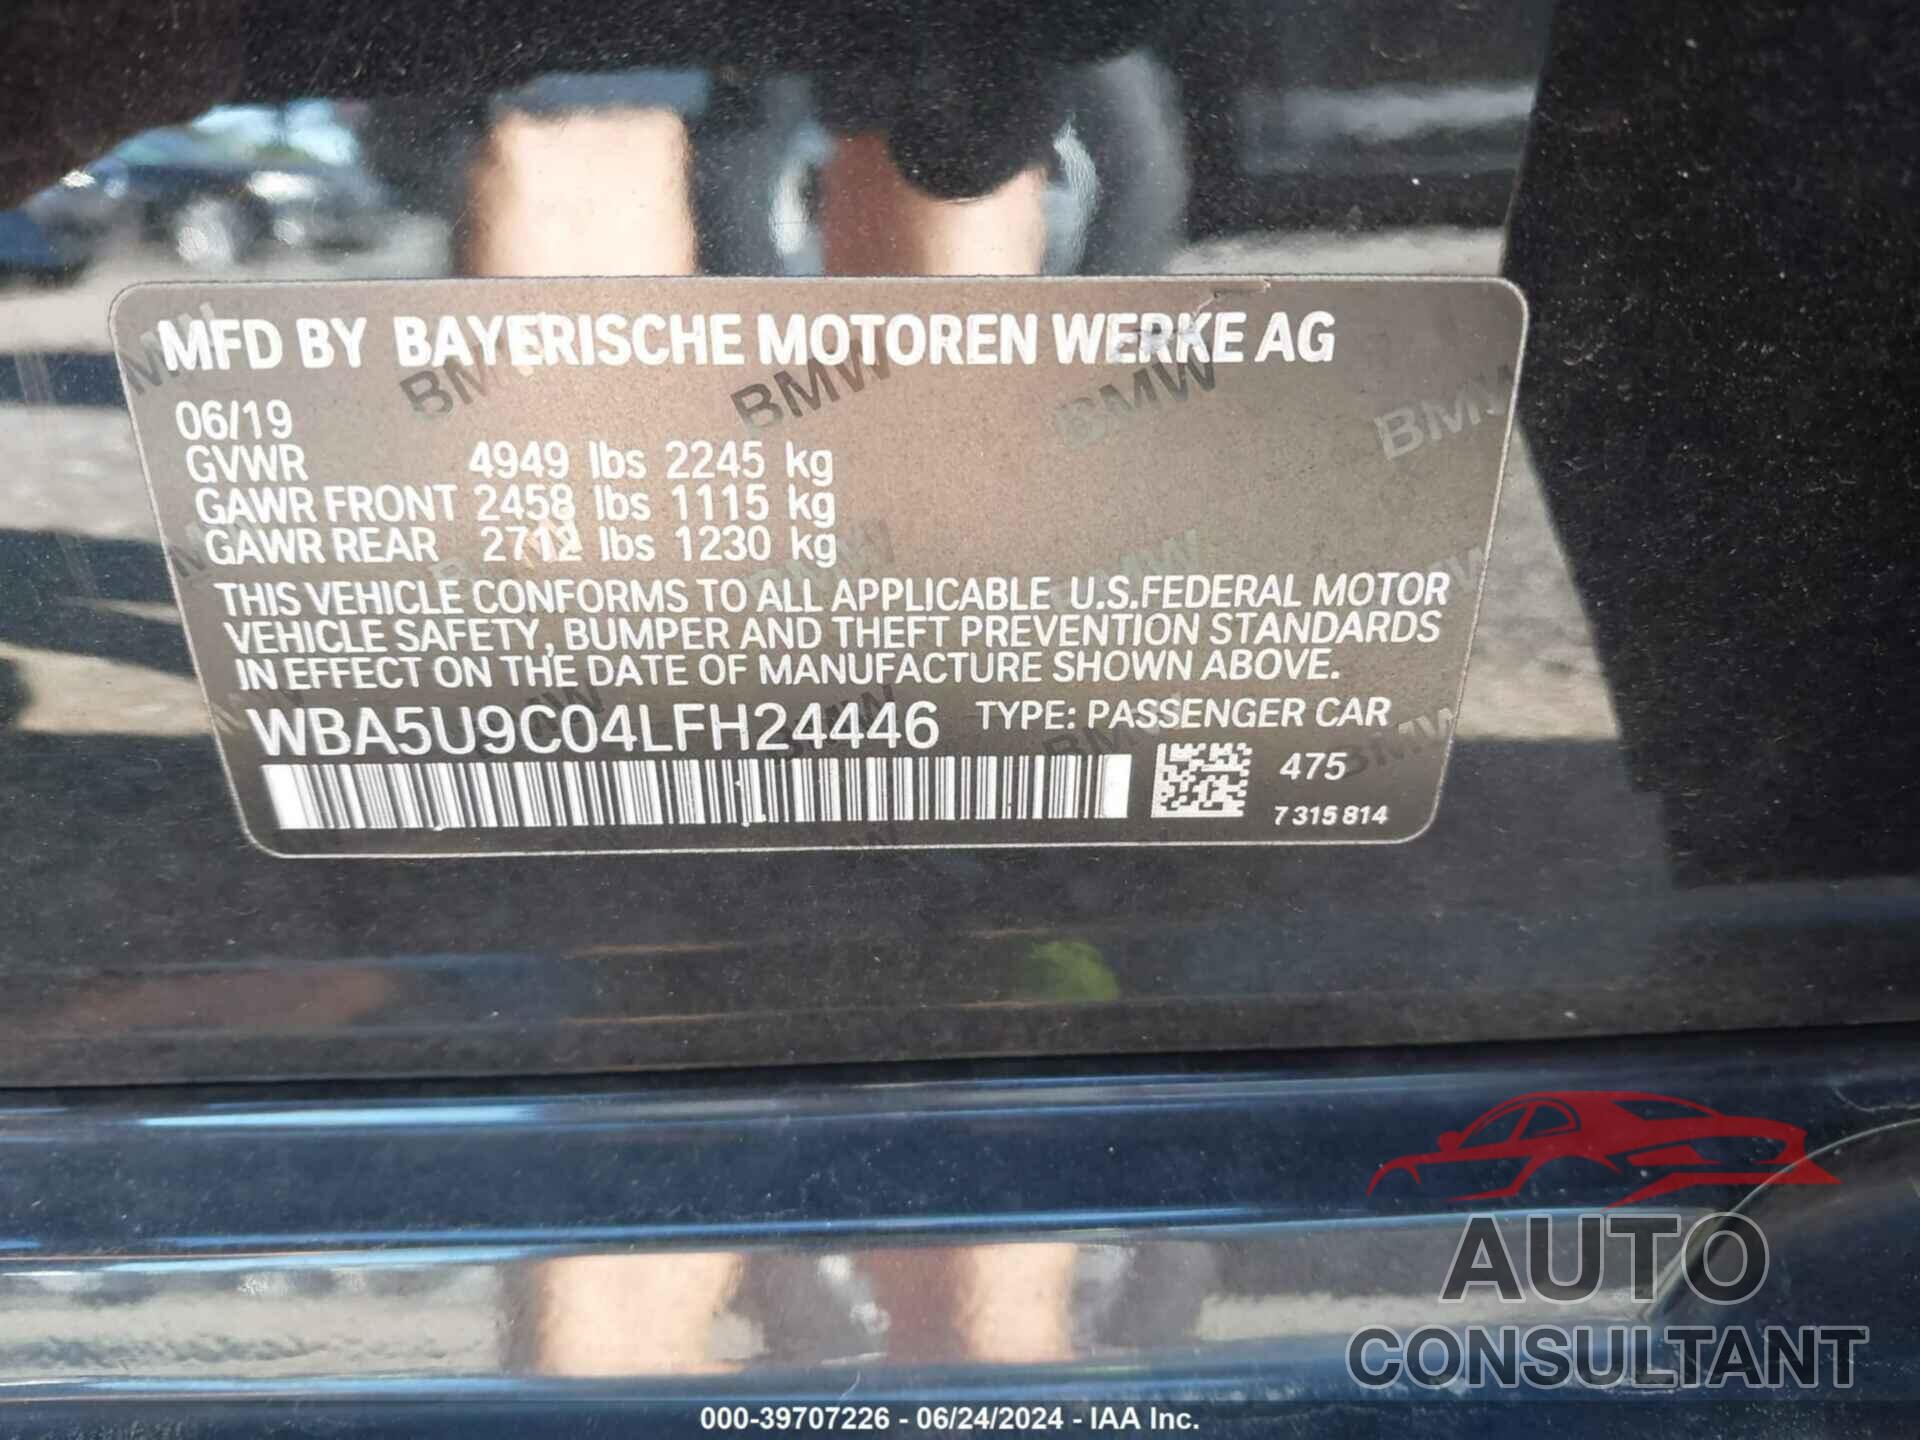 MFD BY BAYERISCHE MOTOREN WERKE AG
06/19
GVWR 4949 lbs 2245 kg
GAWR FRONT 2458 lbs 1115 kg
GAWR REAR 2712 lbs 1230 kg
THIS VEHICLE CONFORMS TO ALL APPLICABLE U.S.FEDERAL MOTOR
VEHICLE SAFETY, BUMPER AND THEFT PREVENTION STANDARDS
IN EFFECT ON THE DATE OF MANUFACTURE SHOWN ABOVE.
WBA5U9C04LFH24446 TYPE: PASSENGER CAR
475
7 315 814
AUTO
CONSULTANT
000-39707226 - 06/24/2024 - IAA Inc.